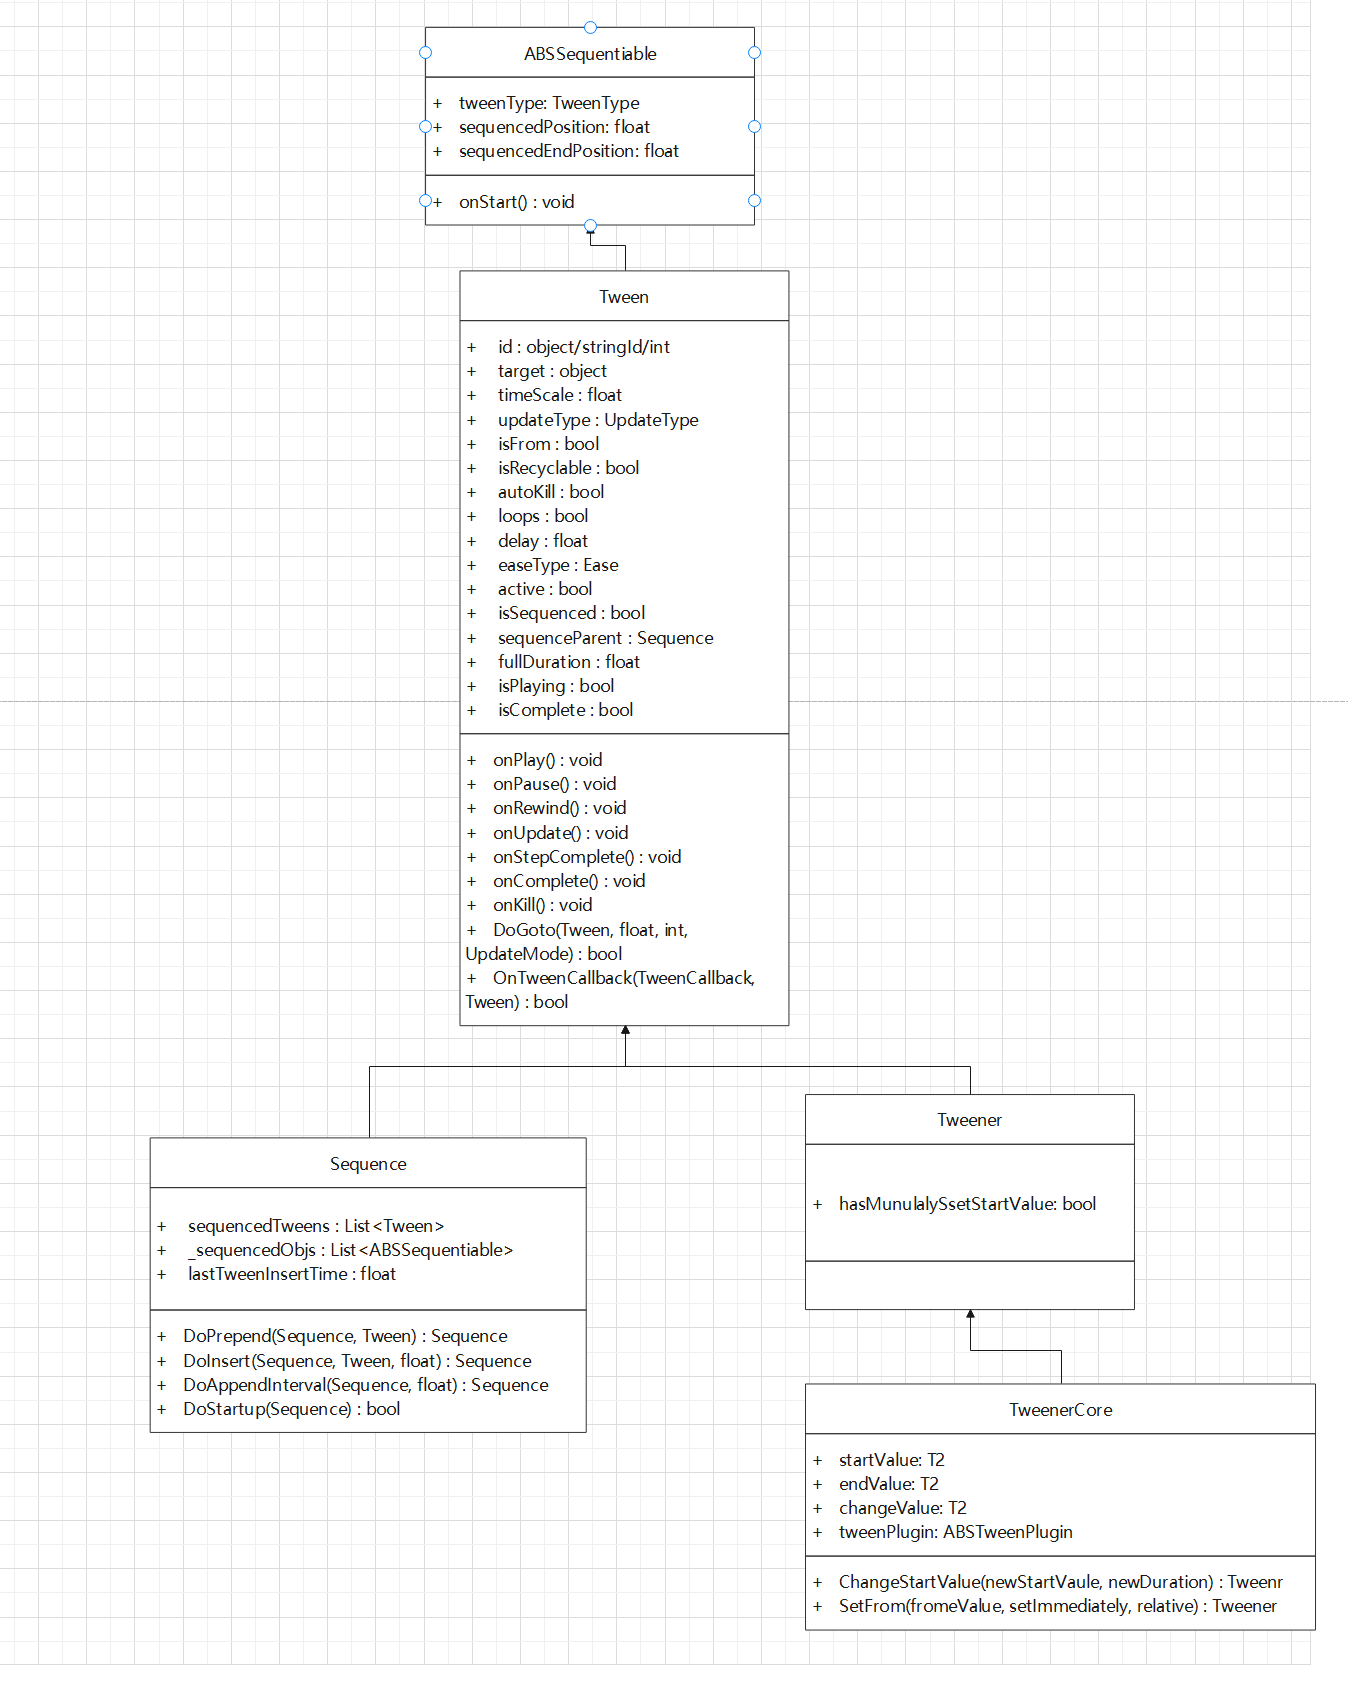 ABSSequentiable
+ tweenType: TweenType
+ sequencedPosition: float
+ sequencedEndPosition: float
+ onStart() : void
Tween
+ id : object/stringId/int
+ target : object
+ timeScale : float
+ updateType : UpdateType
+ isFrom : bool
+ isRecyclable : bool
+ autoKill : bool
+ loops : bool
+ delay : float
+ easeType : Ease
+ active : bool
+ isSequenced : bool
+ sequenceParent : Sequence
+ fullDuration : float
+ isPlaying : bool
+ isComplete : bool
+ onPlay() : void
+ onPause() : void
+ onRewind() : void
+ onUpdate() : void
+ onStepComplete() : void
+ onComplete() : void
+ onKill() : void
+ DoGoto(Tween, float, int,
UpdateMode) : bool
+ OnTweenCallback(TweenCallback,
Tween) : bool
Sequence
+ sequencedTweens : List<Tween>
+ _sequencedObjs : List<ABSSequentiable>
+ lastTweenInsertTime : float
+ DoPrepend(Sequence, Tween) : Sequence
+ DoInsert(Sequence, Tween, float) : Sequence
+ DoAppendInterval(Sequence, float) : Sequence
+ DoStartup(Sequence) : bool
Tweener
+ hasMunulalySsetStartValue: bool
TweenerCore
+ startValue: T2
+ endValue: T2
+ changeValue: T2
+ tweenPlugin: ABSTweenPlugin
+ ChangeStartValue(newStartVaule, newDuration) : Tweenr
+ SetFrom(fromeValue, setImmediately, relative) : Tweener